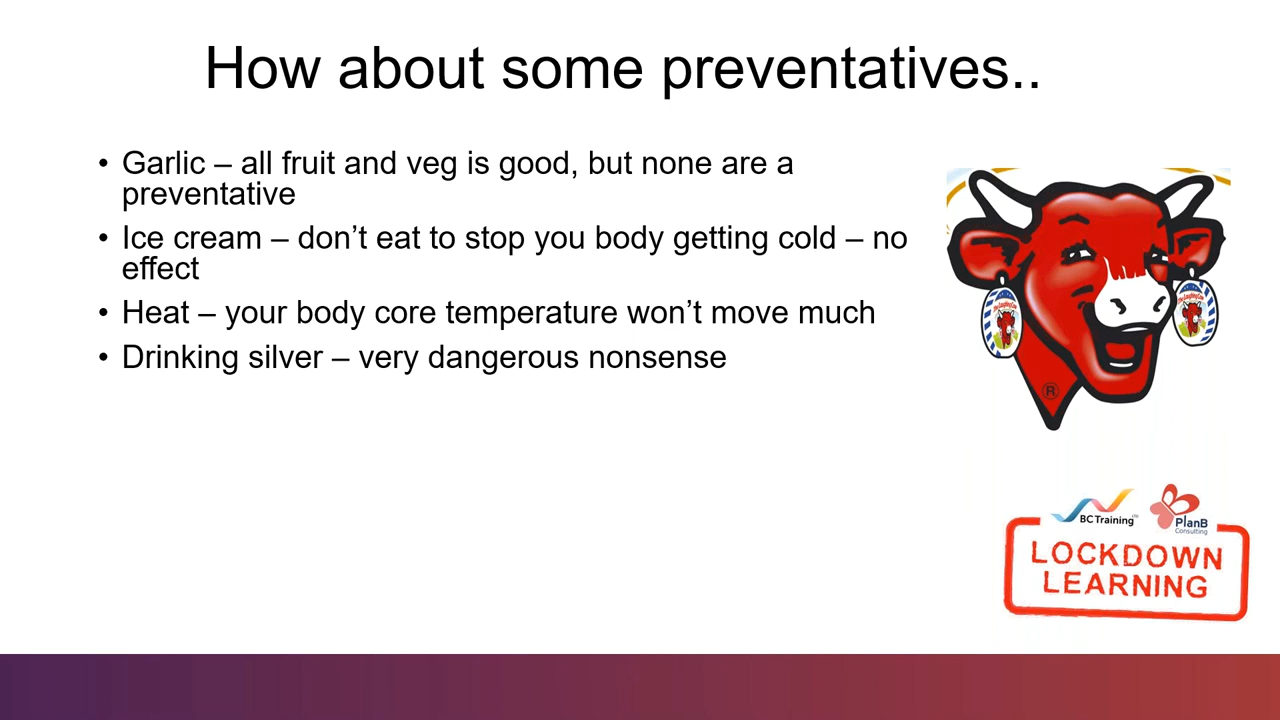 How about some preventatives..
• Garlic – all fruit and veg is good, but none are a
preventative
• Ice cream – don’t eat to stop you body getting cold – no
effect
• Heat – your body core temperature won’t move much
• Drinking silver – very dangerous nonsense
®
BC Training LTD
PlanB
Consulting
LOCKDOWN
LEARNING